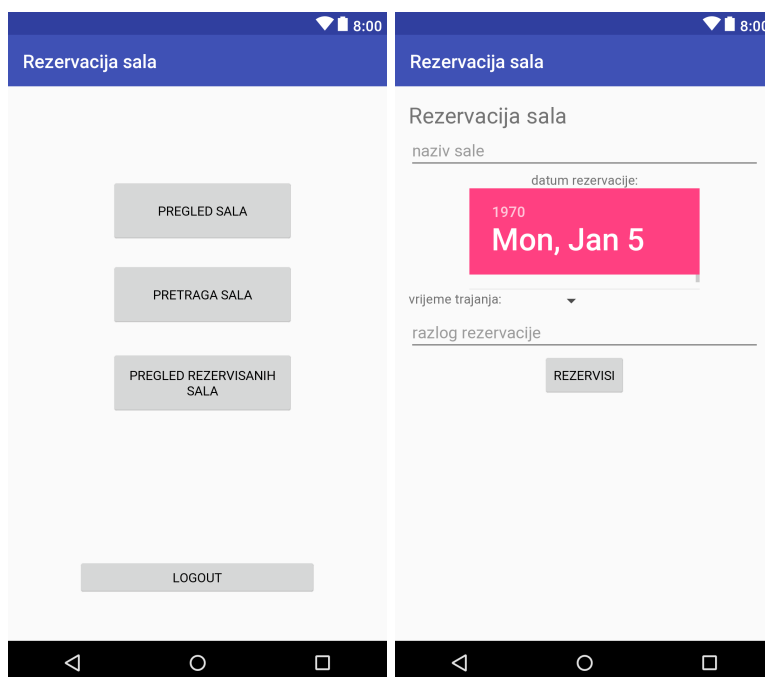 8:00
Rezervacija sala
PREGLED SALA
PRETRAGA SALA
PREGLED REZERVISANIH
SALA
LOGOUT
8:00
Rezervacija sala
Rezervacija sala
naziv sale
datum rezervacije:
1970
Mon, Jan 5
vrijeme trajanja:
razlog rezervacije
REZERVISI